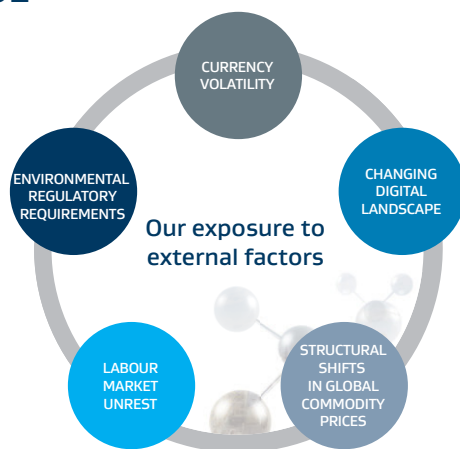 CURRENCY
VOLATILITY
ENVIRONMENTAL
REGULATORY
REQUIREMENTS
CHANGING
DIGITAL
LANDSCAPE
Our exposure to
external factors
LABOUR
MARKET
UNREST
STRUCTURAL
SHIFTS
IN GLOBAL
COMMODITY
PRICES